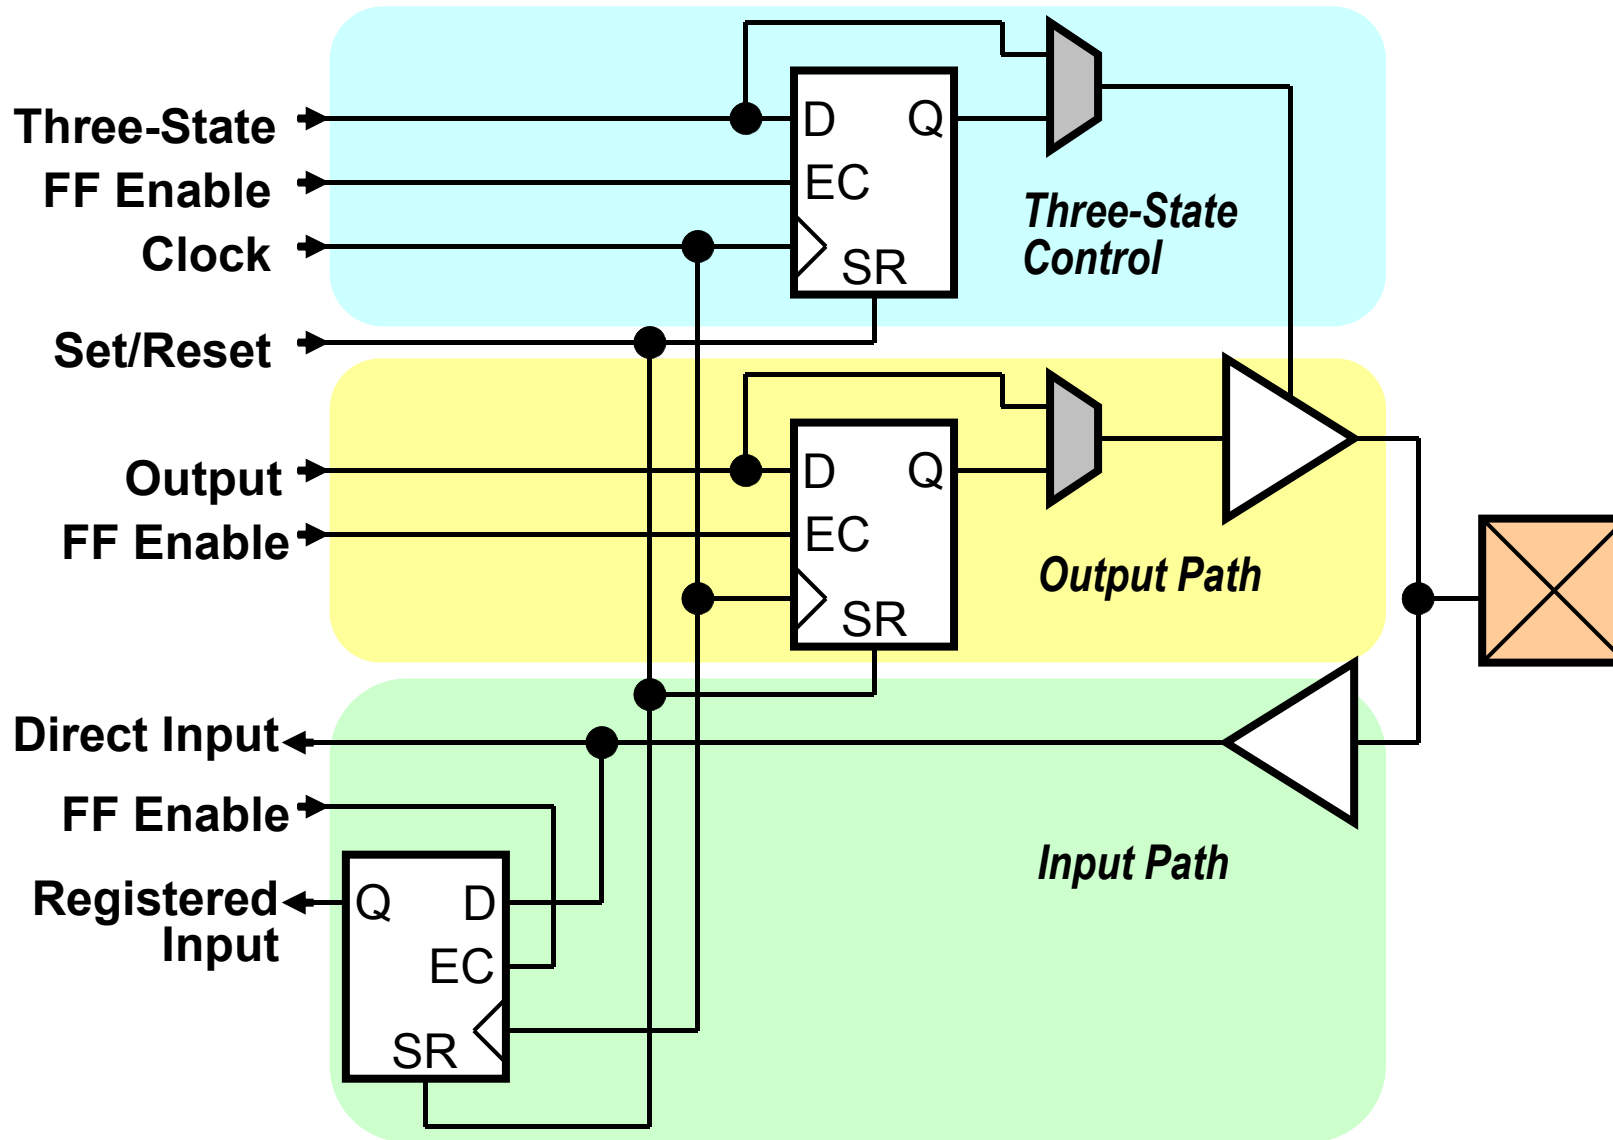 Three-State
FF Enable
Clock
Set/Reset
D
Q
EC
SR
Three-State
Control
Output
FF Enable
D
Q
EC
SR
Output Path
Direct Input
FF Enable
Registered
Input
Q
D
EC
SR
Input Path